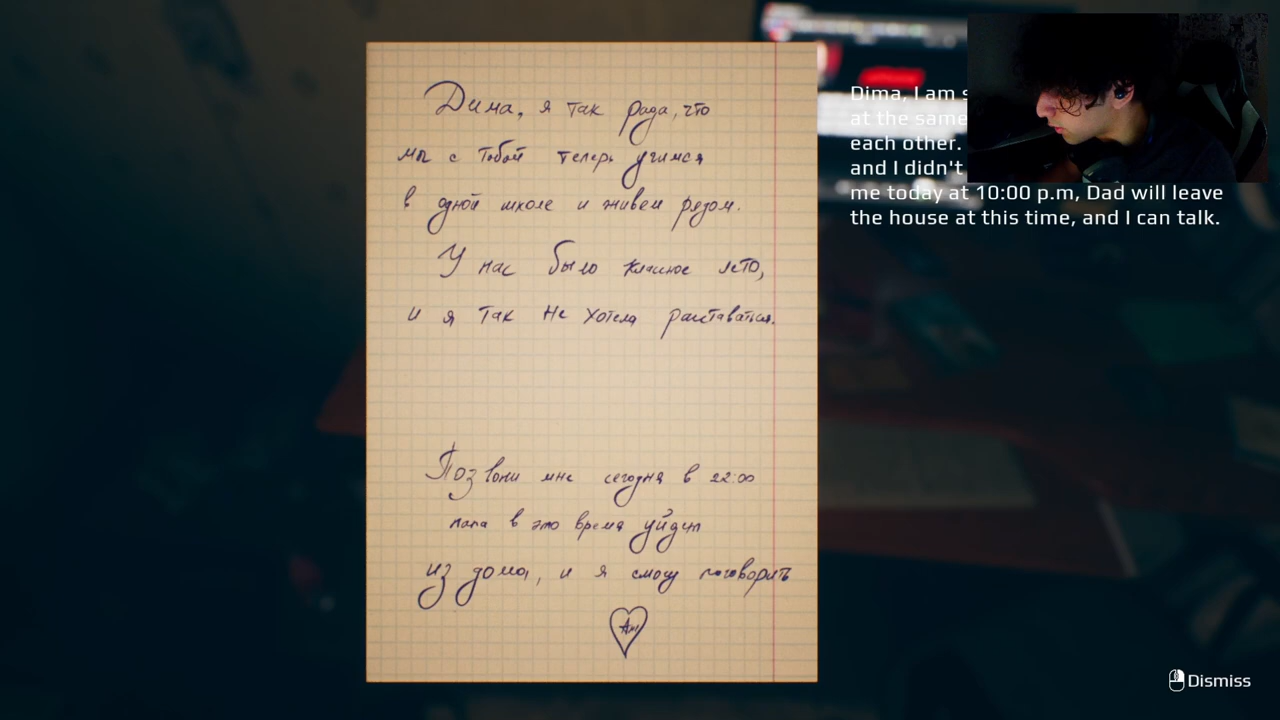 Дима, я так рада, что
мы с тобой теперь учимся
в одной школе и живем рядом.
У нас было классное лето,
и я так не хотела расставаться.
Позвони мне сегодня в 22:00
папа в это время уйдет
из дома, и я смогу поговорить
Dima, I am s
at the same
each other.
and I didn't
me today at 10:00 p.m, Dad will leave
the house at this time, and I can talk.
Dismiss